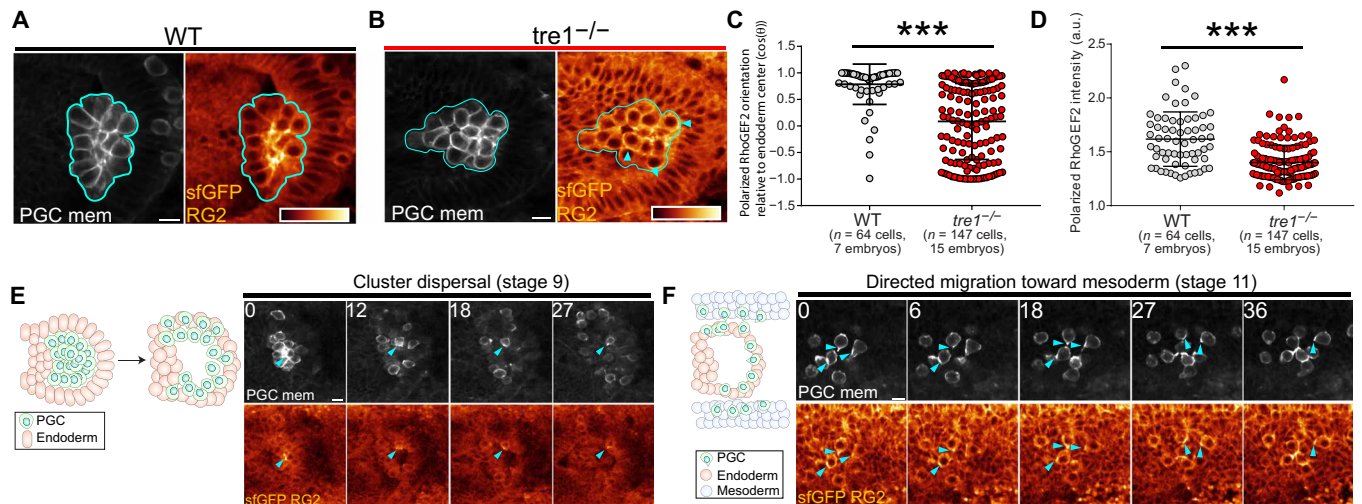 A
WT
PGC mem
sfGFP
RG2
B
tre1−/−
PGC mem
sfGFP
RG2
C
***
Polarized RhoGEF2 orientation
relative to endoderm center (cos(θ))
1.5
1.0
0.5
0.0
−0.5
−1.0
−1.5
WT
(n = 64 cells,
7 embryos)
tre1−/−
(n = 147 cells,
15 embryos)
D
***
Polarized RhoGEF2 intensity (a.u.)
2.5
2.0
1.5
1.0
WT
(n = 64 cells,
7 embryos)
tre1−/−
(n = 147 cells,
15 embryos)
E
PGC
Endoderm
Cluster dispersal (stage 9)
0 12 18 27
PGC mem
sfGFP RG2
F
PGC
Endoderm
Mesoderm
Directed migration toward mesoderm (stage 11)
0 6 18 27 36
PGC mem
sfGFP RG2